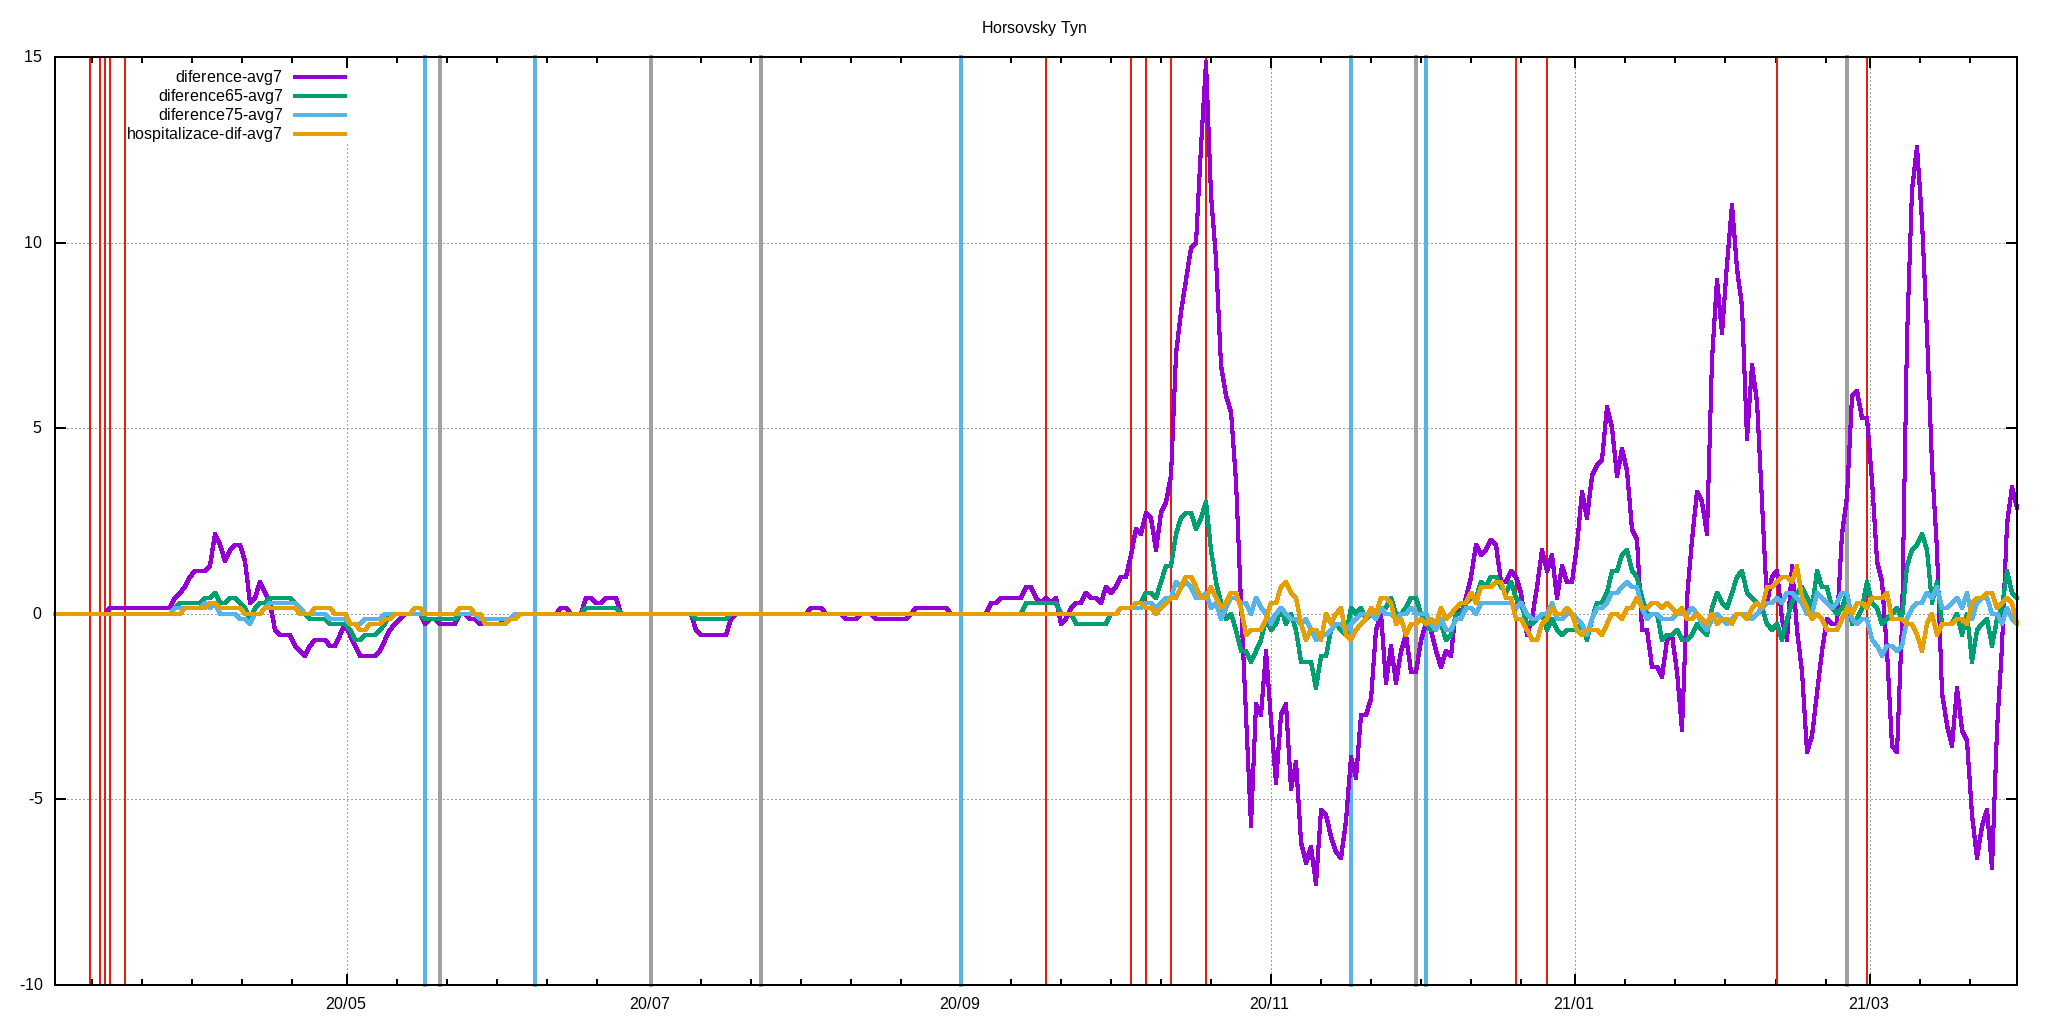 Horsovsky Tyn
diference-avg7
diference65-avg7
diference75-avg7
hospitalizace-dif-avg7
15
10
5
0
-5
-10
20/05 20/07 20/09 20/11 21/01 21/03